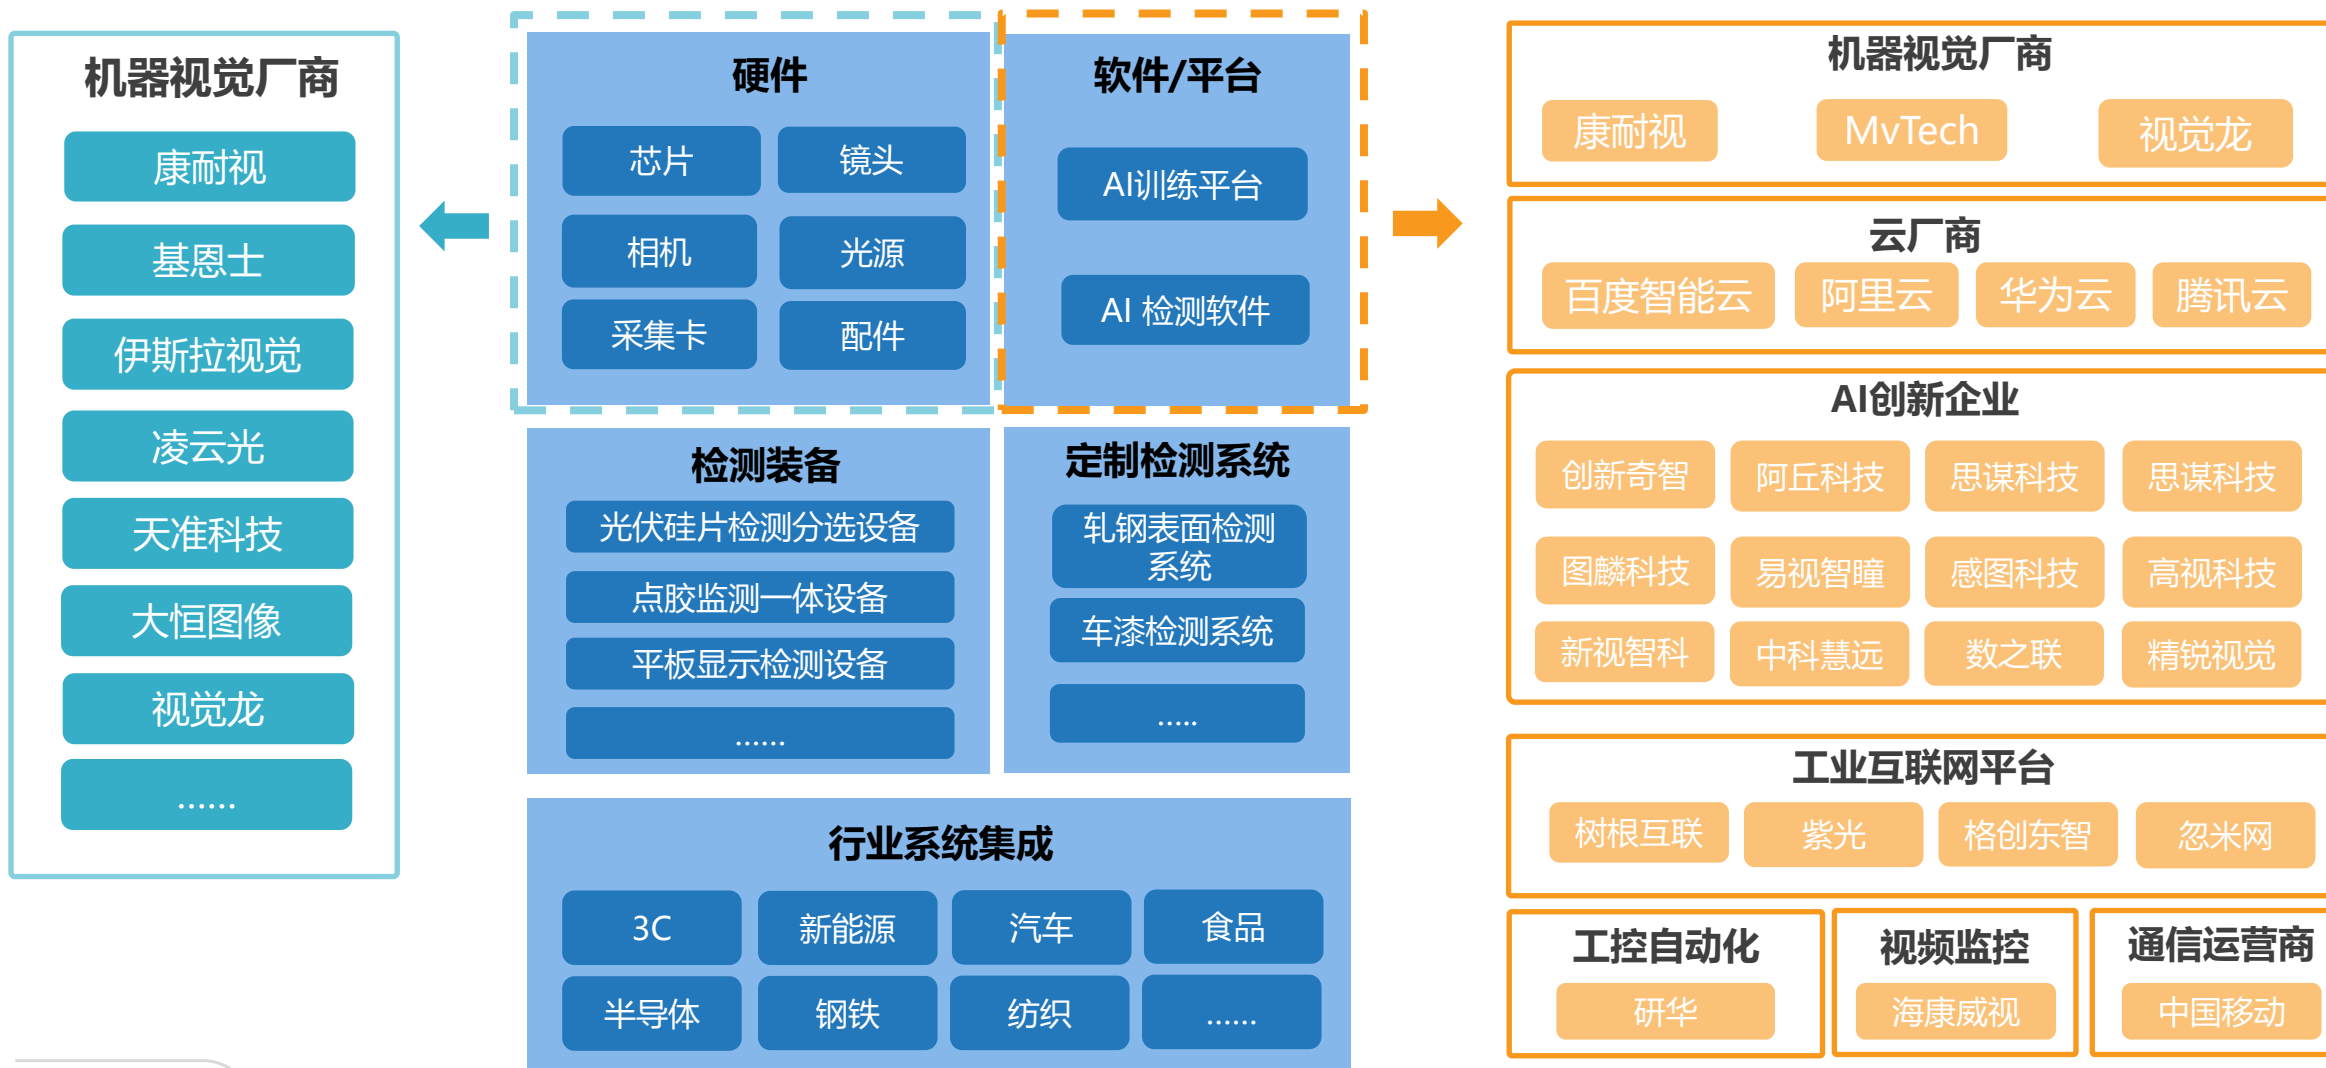 机器视觉厂商
康耐视
基恩士
伊斯拉视觉
凌云光
天准科技
大恒图像
视觉龙
……
硬件
芯片
镜头
相机
光源
采集卡
配件
软件/平台
AI训练平台
AI 检测软件
检测装备
光伏硅片检测分选设备
点胶监测一体设备
平板显示检测设备
……
定制检测系统
轧钢表面检测
系统
车漆检测系统
…..
行业系统集成
3C
新能源
汽车
食品
半导体
钢铁
纺织
……
机器视觉厂商
康耐视
MvTech
视觉龙
云厂商
百度智能云
阿里云
华为云
腾讯云
AI创新企业
创新奇智
阿丘科技
思谋科技
思谋科技
图麟科技
易视智瞳
感图科技
高视科技
新视智科
中科慧远
数之联
精锐视觉
工业互联网平台
树根互联
紫光
格创东智
忽米网
工控自动化
研华
视频监控
海康威视
通信运营商
中国移动